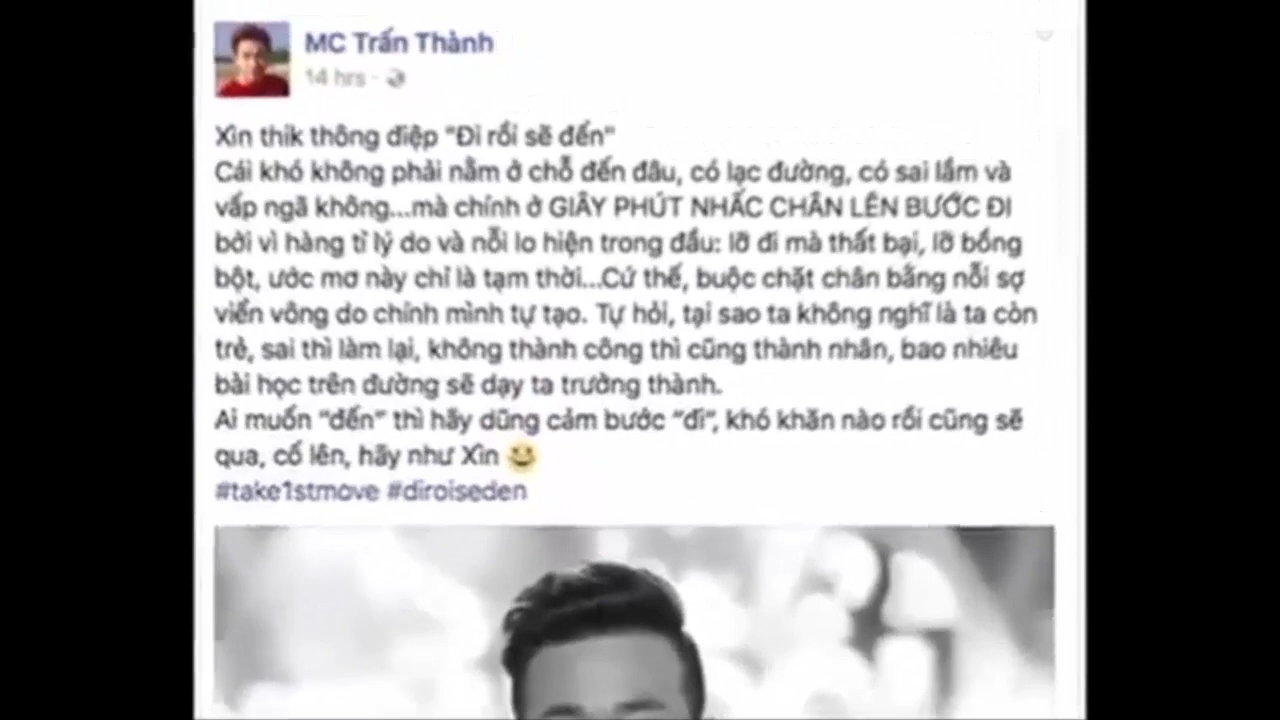 MC Trấn Thành
14 hrs ·
Xìn thik thông điệp "Đi rồi sẽ đến"
Cái khó không phải nằm ở chỗ đến đâu, có lạc đường, có sai lầm và
vấp ngã không...mà chính ở GIÂY PHÚT NHẤC CHÂN LÊN BƯỚC ĐI
bởi vì hàng tỉ lý do và nỗi lo hiện trong đầu: lỡ đi mà thất bại, lỡ bồng
bột, ước mơ này chỉ là tạm thời...Cứ thế, buộc chặt chân bằng nỗi sợ
viển vông do chính mình tự tạo. Tự hỏi, tại sao ta không nghĩ là ta còn
trẻ, sai thì làm lại, không thành công thì cũng thành nhân, bao nhiêu
bài học trên đường sẽ dạy ta trưởng thành.
Ai muốn "đến" thì hãy dũng cảm bước "đi", khó khăn nào rồi cũng sẽ
qua, cố lên, hãy như Xìn 😀
#take1stmove #diroiseden